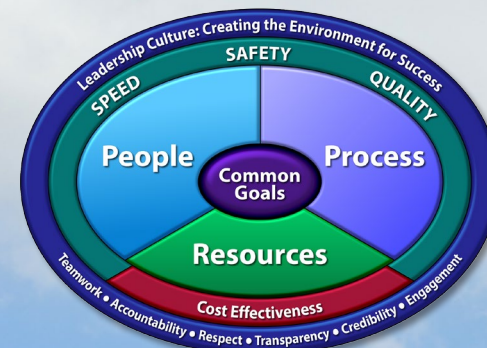 Leadership Culture: Creating the Environment for Success
SPEED
SAFETY
QUALITY
People
Process
Common
Goals
Resources
Cost Effectiveness
Teamwork • Accountability • Respect • Transparency • Credibility • Engagement